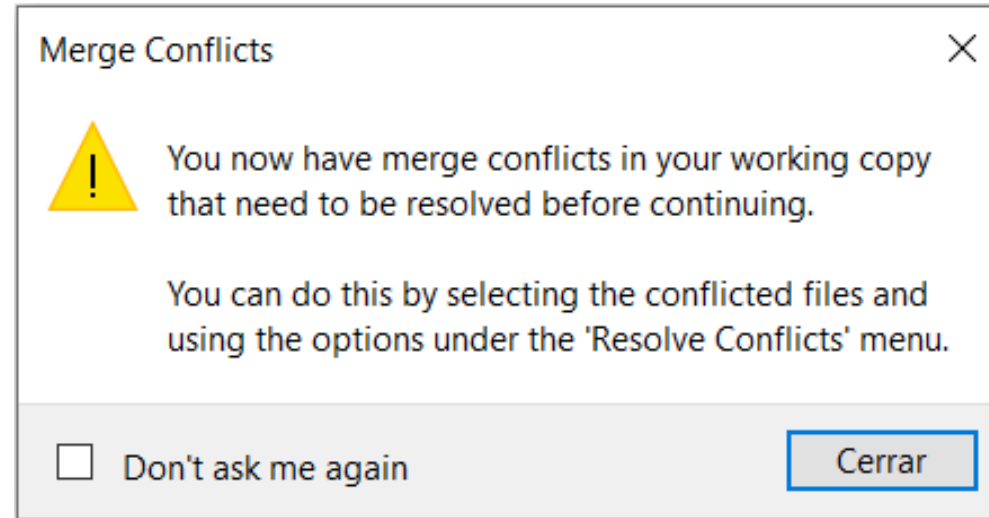 Merge Conflicts
You now have merge conflicts in your working copy
that need to be resolved before continuing.
You can do this by selecting the conflicted files and
using the options under the 'Resolve Conflicts' menu.
Don't ask me again
Cerrar